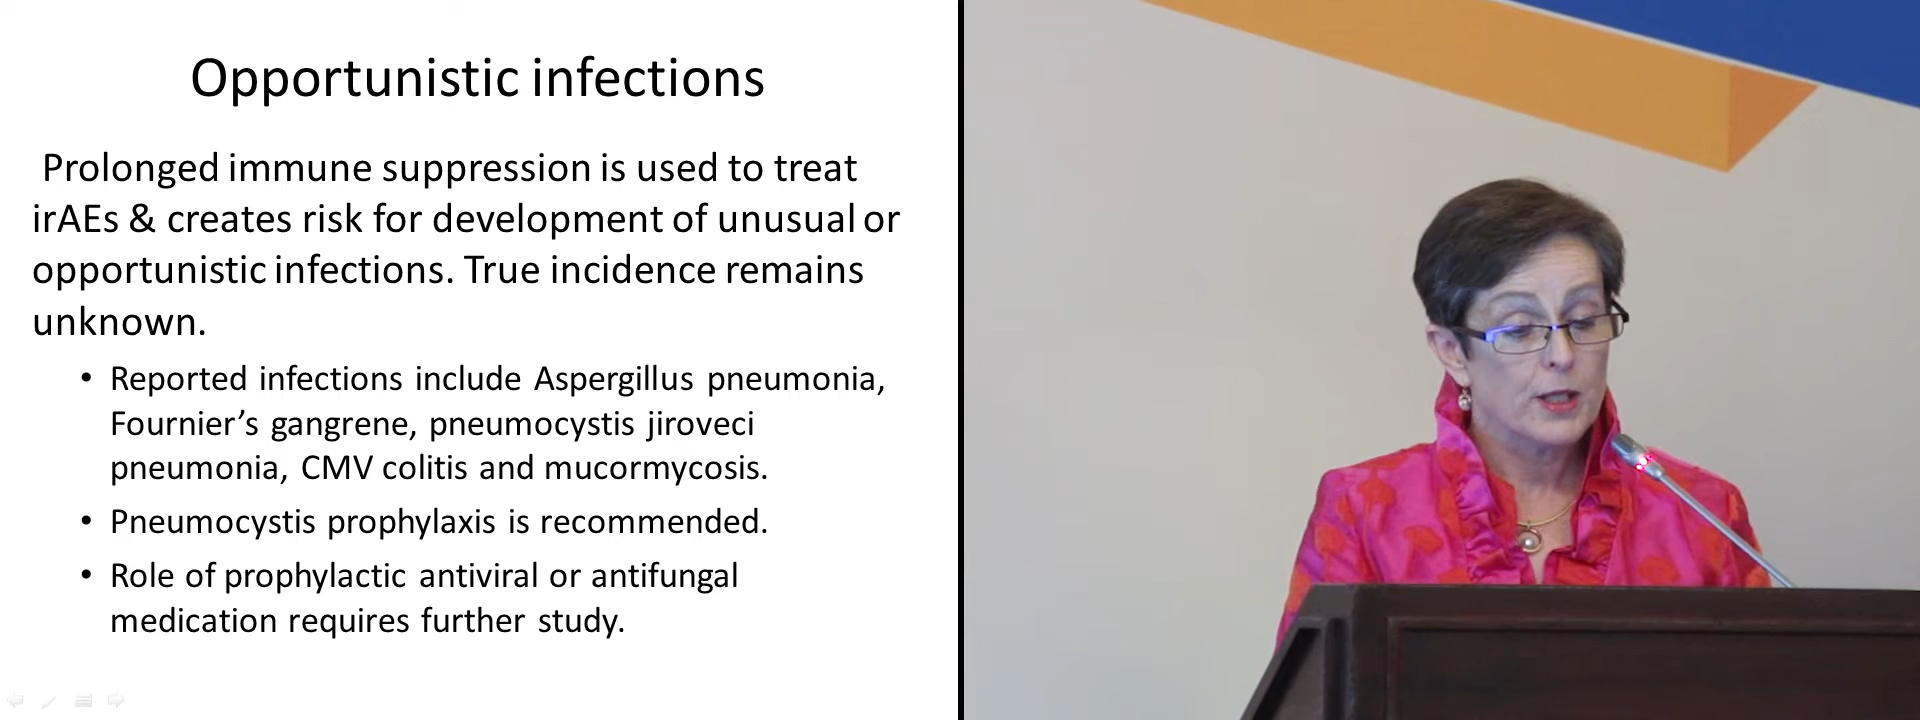 Opportunistic infections
Prolonged immune suppression is used to treat
irAEs & creates risk for development of unusual or
opportunistic infections. True incidence remains
unknown.
• Reported infections include Aspergillus pneumonia,
Fournier’s gangrene, pneumocystis jiroveci
pneumonia, CMV colitis and mucormycosis.
• Pneumocystis prophylaxis is recommended.
• Role of prophylactic antiviral or antifungal
medication requires further study.